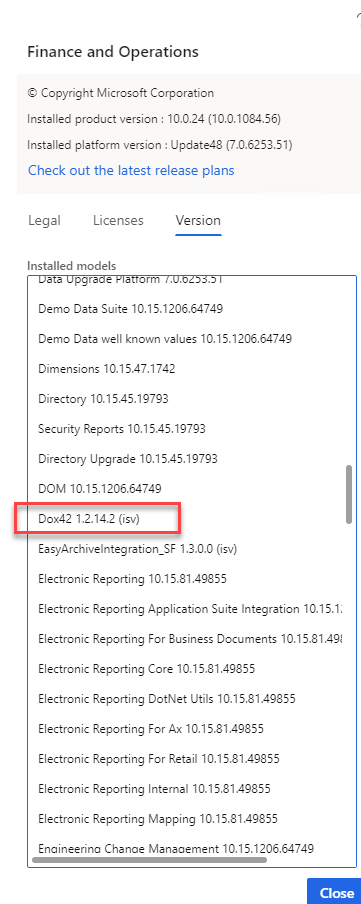 Finance and Operations
© Copyright Microsoft Corporation
Installed product version : 10.0.24 (10.0.1084.56)
Installed platform version : Update48 (7.0.6253.51)
Check out the latest release plans
Legal Licenses Version
Installed models
Data Upgrade Platform 7.0.6253.51
Demo Data Suite 10.15.1206.64749
Demo Data well known values 10.15.1206.64749
Dimensions 10.15.47.1742
Directory 10.15.45.19793
Security Reports 10.15.45.19793
Directory Upgrade 10.15.45.19793
DOM 10.15.1206.64749
Dox42 1.2.14.2 (isv)
EasyArchiveIntegration_SF 1.3.0.0 (isv)
Electronic Reporting 10.15.81.49855
Electronic Reporting Application Suite Integration 10.15.1
Electronic Reporting For Business Documents 10.15.81.498
Electronic Reporting Core 10.15.81.49855
Electronic Reporting DotNet Utils 10.15.81.49855
Electronic Reporting For Ax 10.15.81.49855
Electronic Reporting For Retail 10.15.81.49855
Electronic Reporting Internal 10.15.81.49855
Electronic Reporting Mapping 10.15.81.49855
Engineering Change Management 10.15.1206.64749
Close